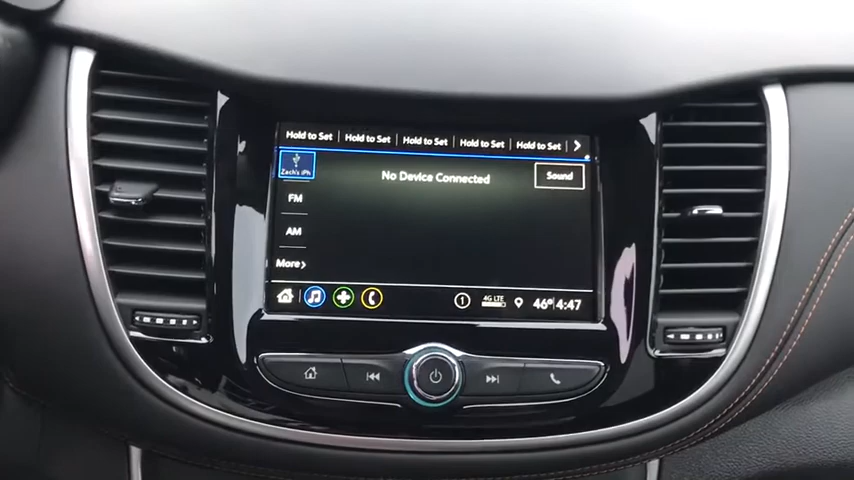 Hold to Set Hold to Set Hold to Set Hold to Set Hold to Set
Zach's iPh
No Device Connected
Sound
FM
AM
More
1 4G LTE 46° 4:47